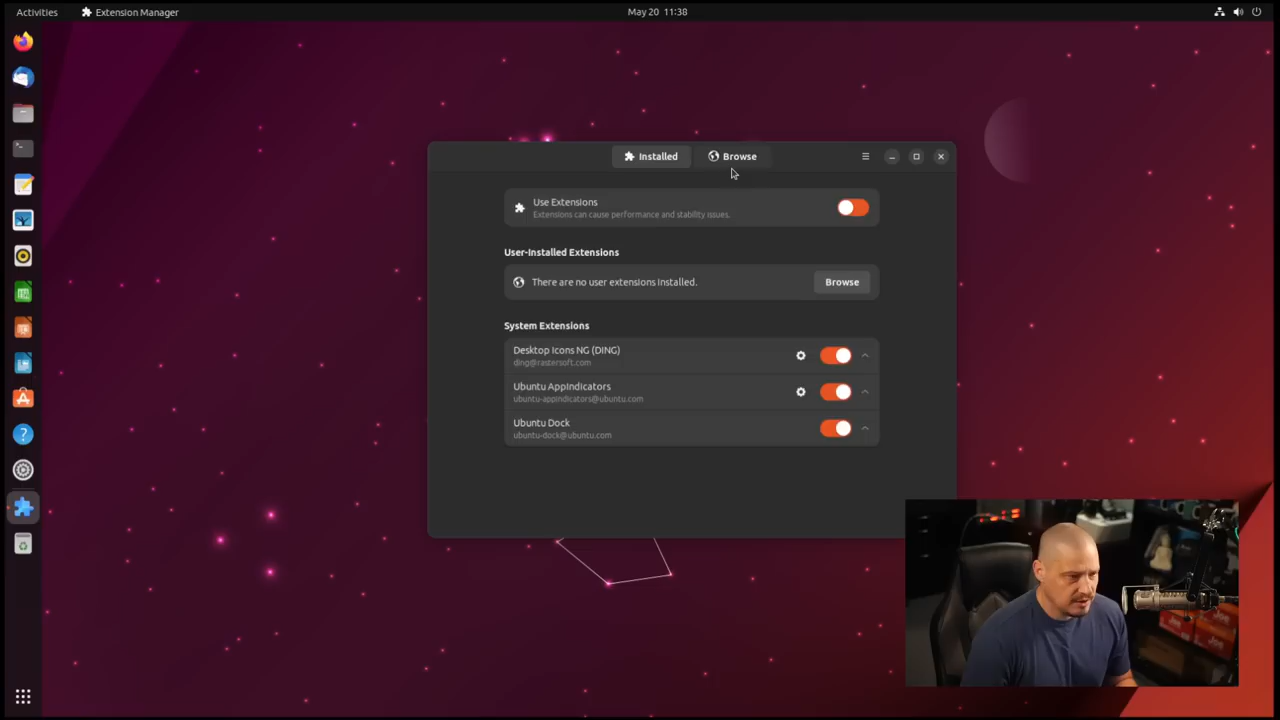 Activities
Extension Manager
May 20 11:38
Installed
Browse
Use Extensions
Extensions can cause performance and stability issues.
User-Installed Extensions
There are no user extensions installed.
Browse
System Extensions
Desktop Icons NG (DING)
ding@rastersoft.com
Ubuntu AppIndicators
ubuntu-appindicators@ubuntu.com
Ubuntu Dock
ubuntu-dock@ubuntu.com